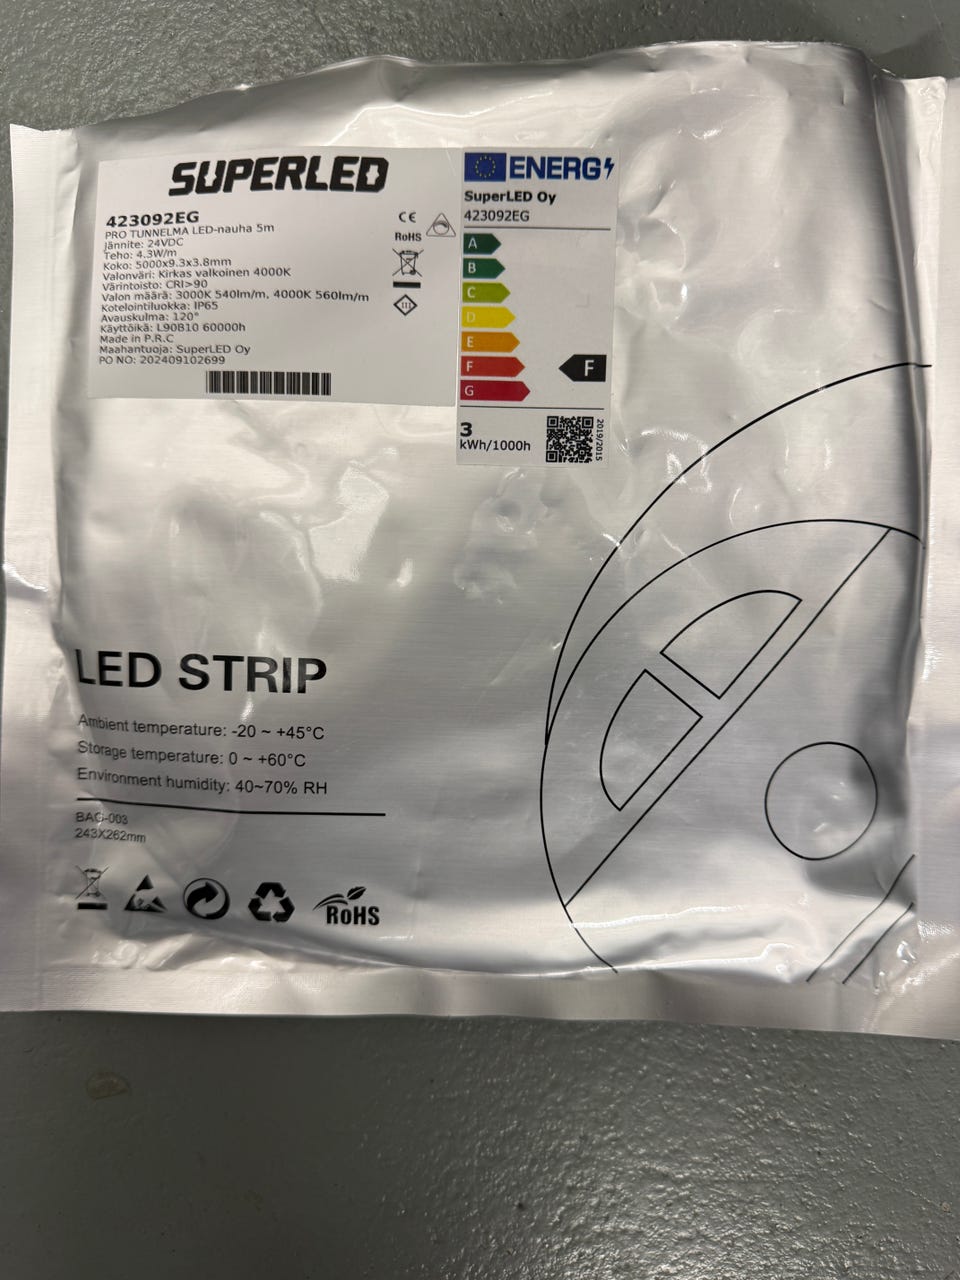 SUPERLED
423092EG
PRO TUNNELMA LED-nauha 5m
Jännite: 24VDC
Teho: 4.3W/m
Koko: 5000x9.3x3.8mm
Valonväri: Kirkas valkoinen 4000K
Värintoisto: CRI>90
Valon määrä: 3000K 540lm/m, 4000K 560lm/m
Kotelointiluokka: IP65
Avauskulma: 120°
Käyttöikä: L90B10 60000h
Made in P.R.C
Maahantuoja: SuperLED Oy
PO NO: 202409102699
CE
RoHS
III
ENERG
SuperLED Oy
423092EG
A
B
C
D
E
F
G
F
3
kWh/1000h
2019/2015
LED STRIP
Ambient temperature: -20 ~ +45°C
Storage temperature: 0 ~ +60°C
Environment humidity: 40~70% RH
BAG-003
243X262mm
RoHS